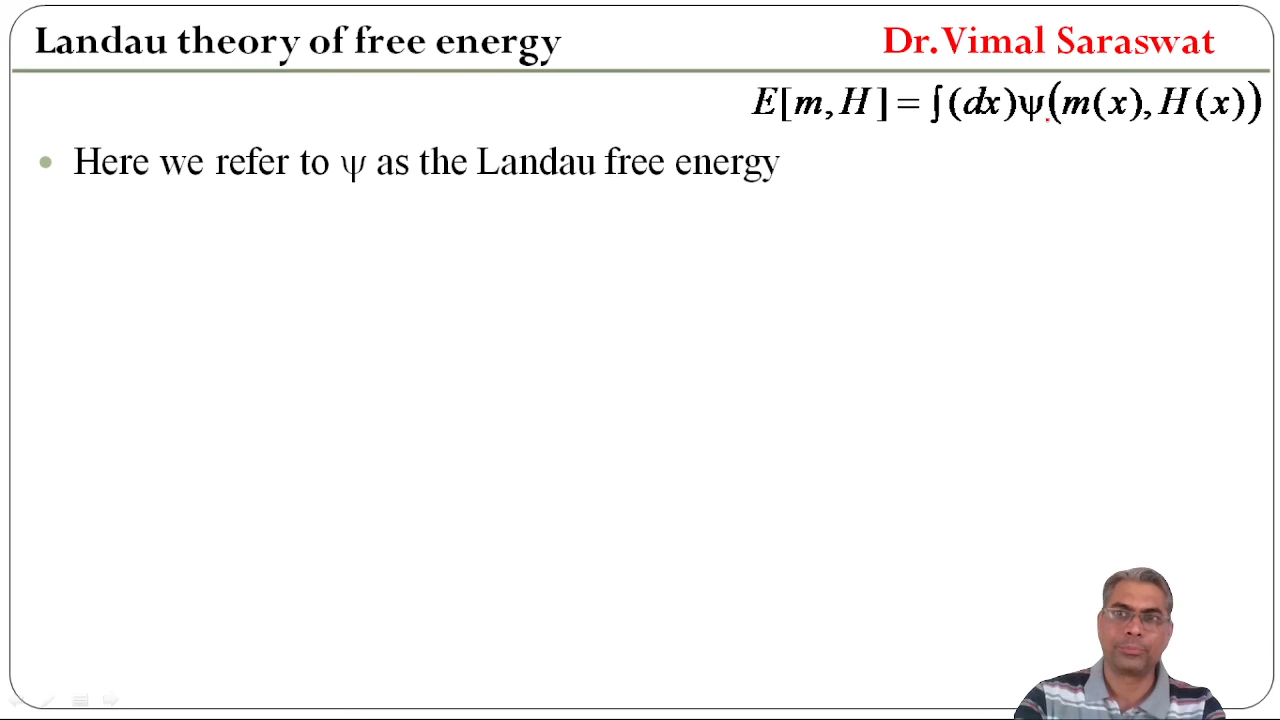 Landau theory of free energy Dr.Vimal Saraswat
E[m,H] = ∫(dx)ψ(m(x),H(x))
• Here we refer to ψ as the Landau free energy